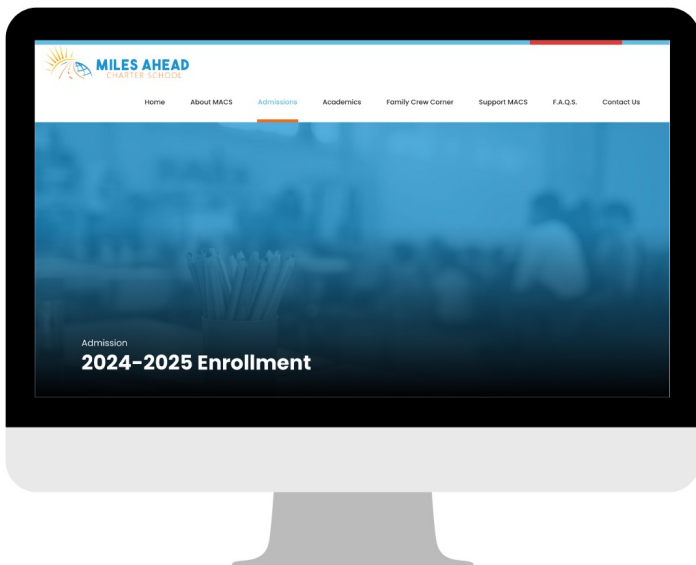 MILES AHEAD
CHARTER SCHOOL
Home About MACS Admissions Academics Family Crew Corner Support MACS F.A.Q.S. Contact Us
Admission
2024-2025 Enrollment